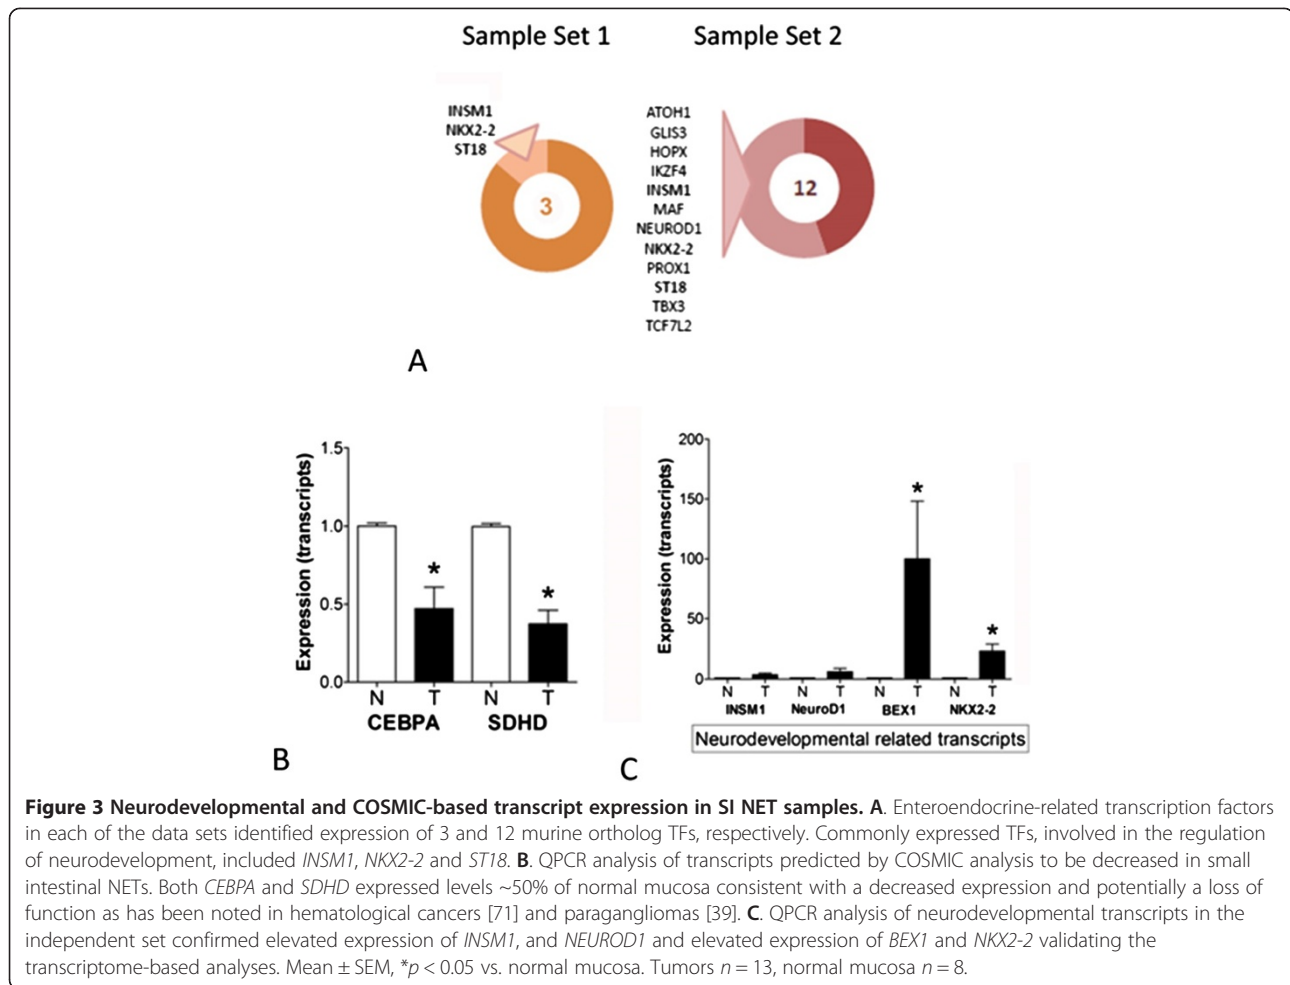 Sample Set 1
Sample Set 2
INSM1
NKX2-2
ST18
3
ATOH1
GLIS3
HOPX
IKZF4
INSM1
MAF
NEUROD1
NKX2-2
PROX1
ST18
TBX3
TCF7L2
12
A
Expression (transcripts)
1.5
1.0
0.5
0.0
*
*
N T N T
CEBPA SDHD
B
Expression (transcripts)
200
150
100
50
0
*
*
N T N T N T N T
INSM1 NeuroD1 BEX1 NKX2-2
Neurodevelopmental related transcripts
C
Figure 3 Neurodevelopmental and COSMIC-based transcript expression in SI NET samples. A. Enteroendocrine-related transcription factors
in each of the data sets identified expression of 3 and 12 murine ortholog TFs, respectively. Commonly expressed TFs, involved in the regulation
of neurodevelopment, included INSM1, NKX2-2 and ST18. B. QPCR analysis of transcripts predicted by COSMIC analysis to be decreased in small
intestinal NETs. Both CEBPA and SDHD expressed levels ~50% of normal mucosa consistent with a decreased expression and potentially a loss of
function as has been noted in hematological cancers [71] and paragangliomas [39]. C. QPCR analysis of neurodevelopmental transcripts in the
independent set confirmed elevated expression of INSM1, and NEUROD1 and elevated expression of BEX1 and NKX2-2 validating the
transcriptome-based analyses. Mean ± SEM, *p < 0.05 vs. normal mucosa. Tumors n = 13, normal mucosa n = 8.